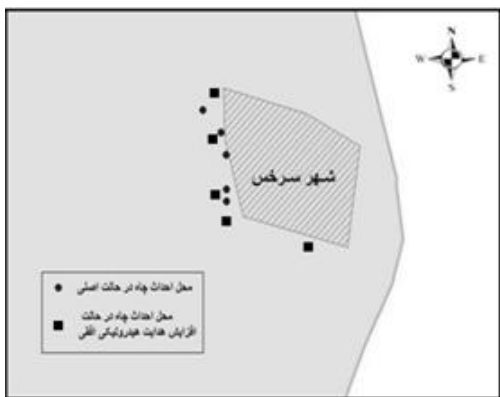 N
W E
S
شهر سرخس
محل احداث چاه در حالت اصلی
محل احداث چاه در حالت
افزایش هدایت هیدرولیکی افقی